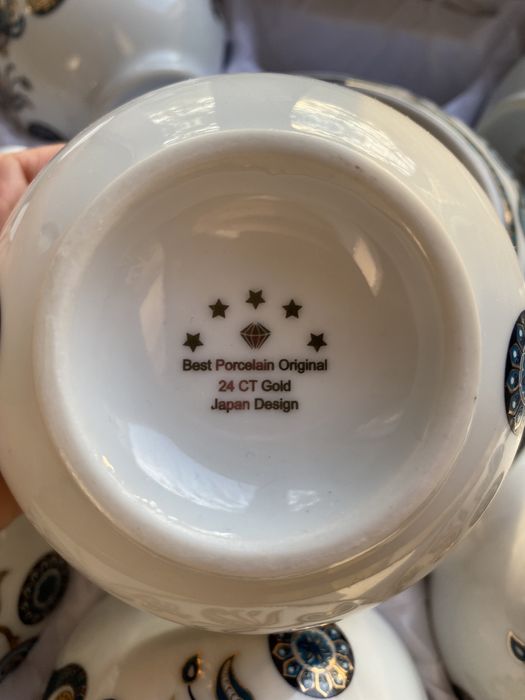 Best Porcelain Original
24 CT Gold
Japan Design